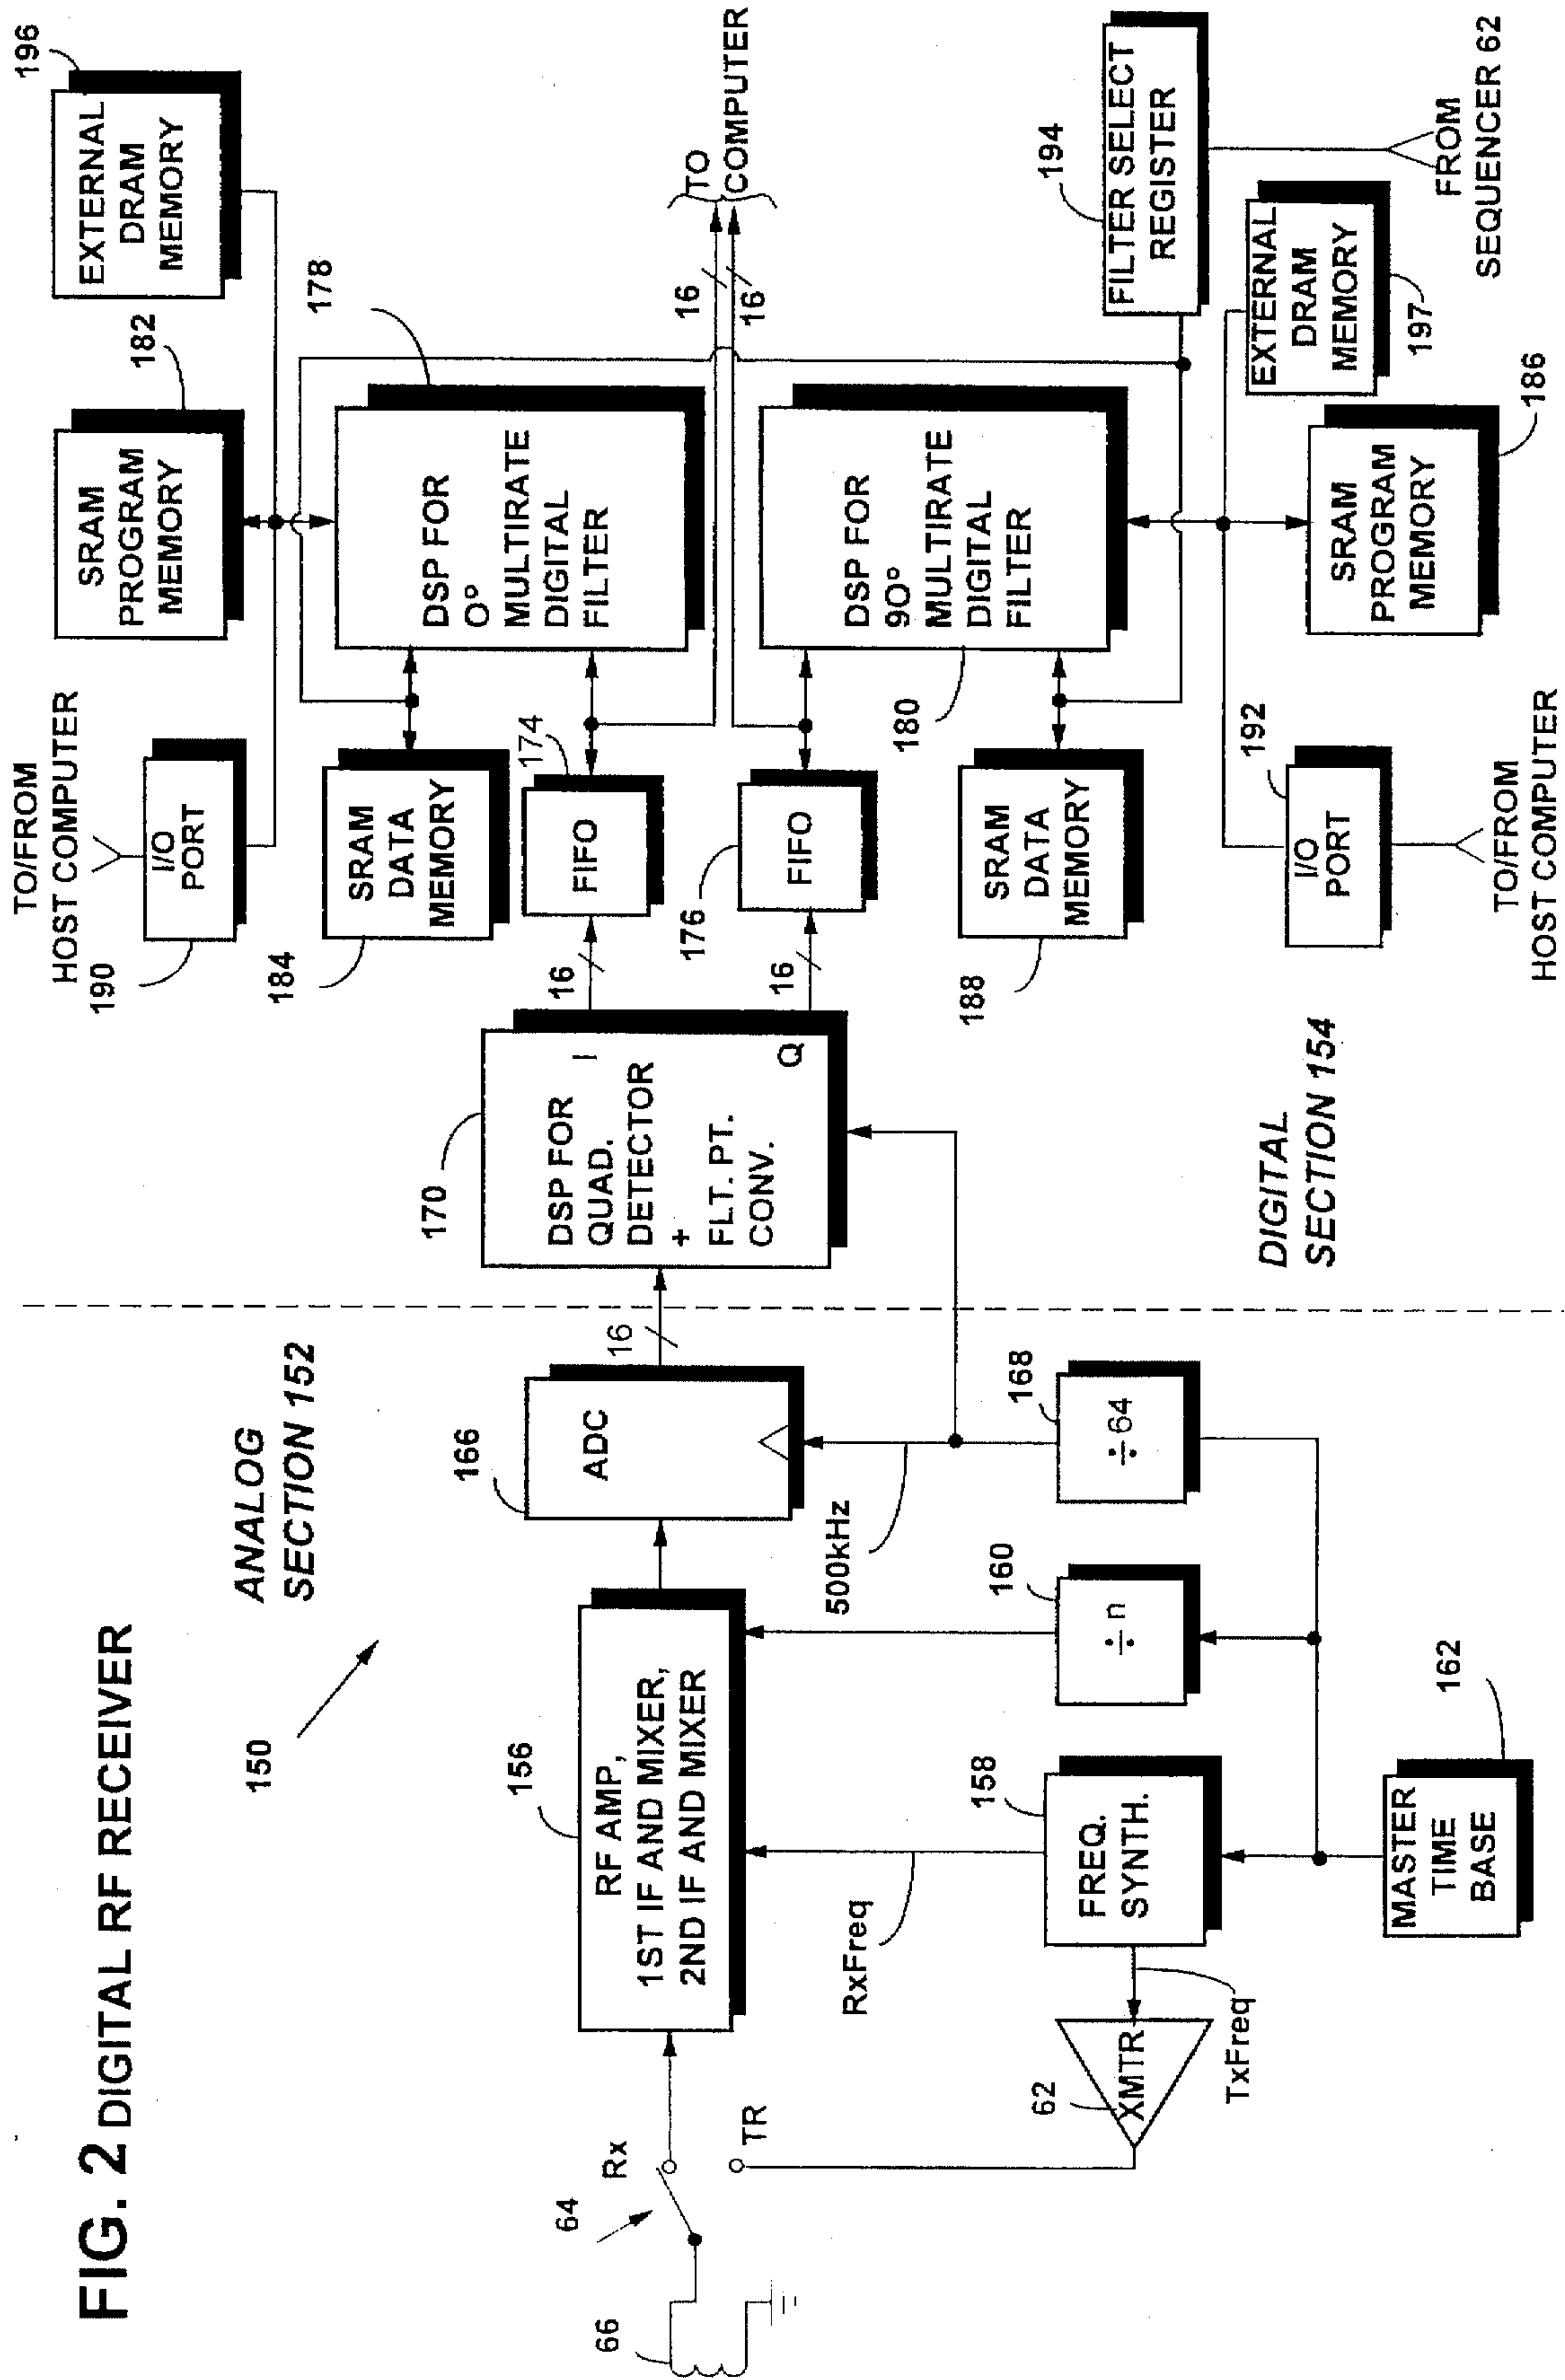 FIG. 2 DIGITAL RF RECEIVER
150
ANALOG
SECTION 152
DIGITAL
SECTION 154
66
64
Rx
TR
62
XMTR
TxFreq
156
RF AMP,
1ST IF AND MIXER,
2ND IF AND MIXER
RxFreq
158
FREQ.
SYNTH.
162
MASTER
TIME
BASE
160
÷ n
168
÷ 64
500kHz
166
ADC
16
170
DSP FOR
QUAD.
DETECTOR
+
FLT. PT.
CONV.
I
Q
16
16
TO/FROM
HOST COMPUTER
190
I/O
PORT
184
SRAM
DATA
MEMORY
174
FIFO
176
FIFO
188
SRAM
DATA
MEMORY
192
I/O
PORT
TO/FROM
HOST COMPUTER
182
SRAM
PROGRAM
MEMORY
178
DSP FOR
0º
MULTIRATE
DIGITAL
FILTER
180
DSP FOR
90º
MULTIRATE
DIGITAL
FILTER
186
SRAM
PROGRAM
MEMORY
196
EXTERNAL
DRAM
MEMORY
16
16
TO
COMPUTER
194
FILTER SELECT
REGISTER
197
EXTERNAL
DRAM
MEMORY
FROM
SEQUENCER 62